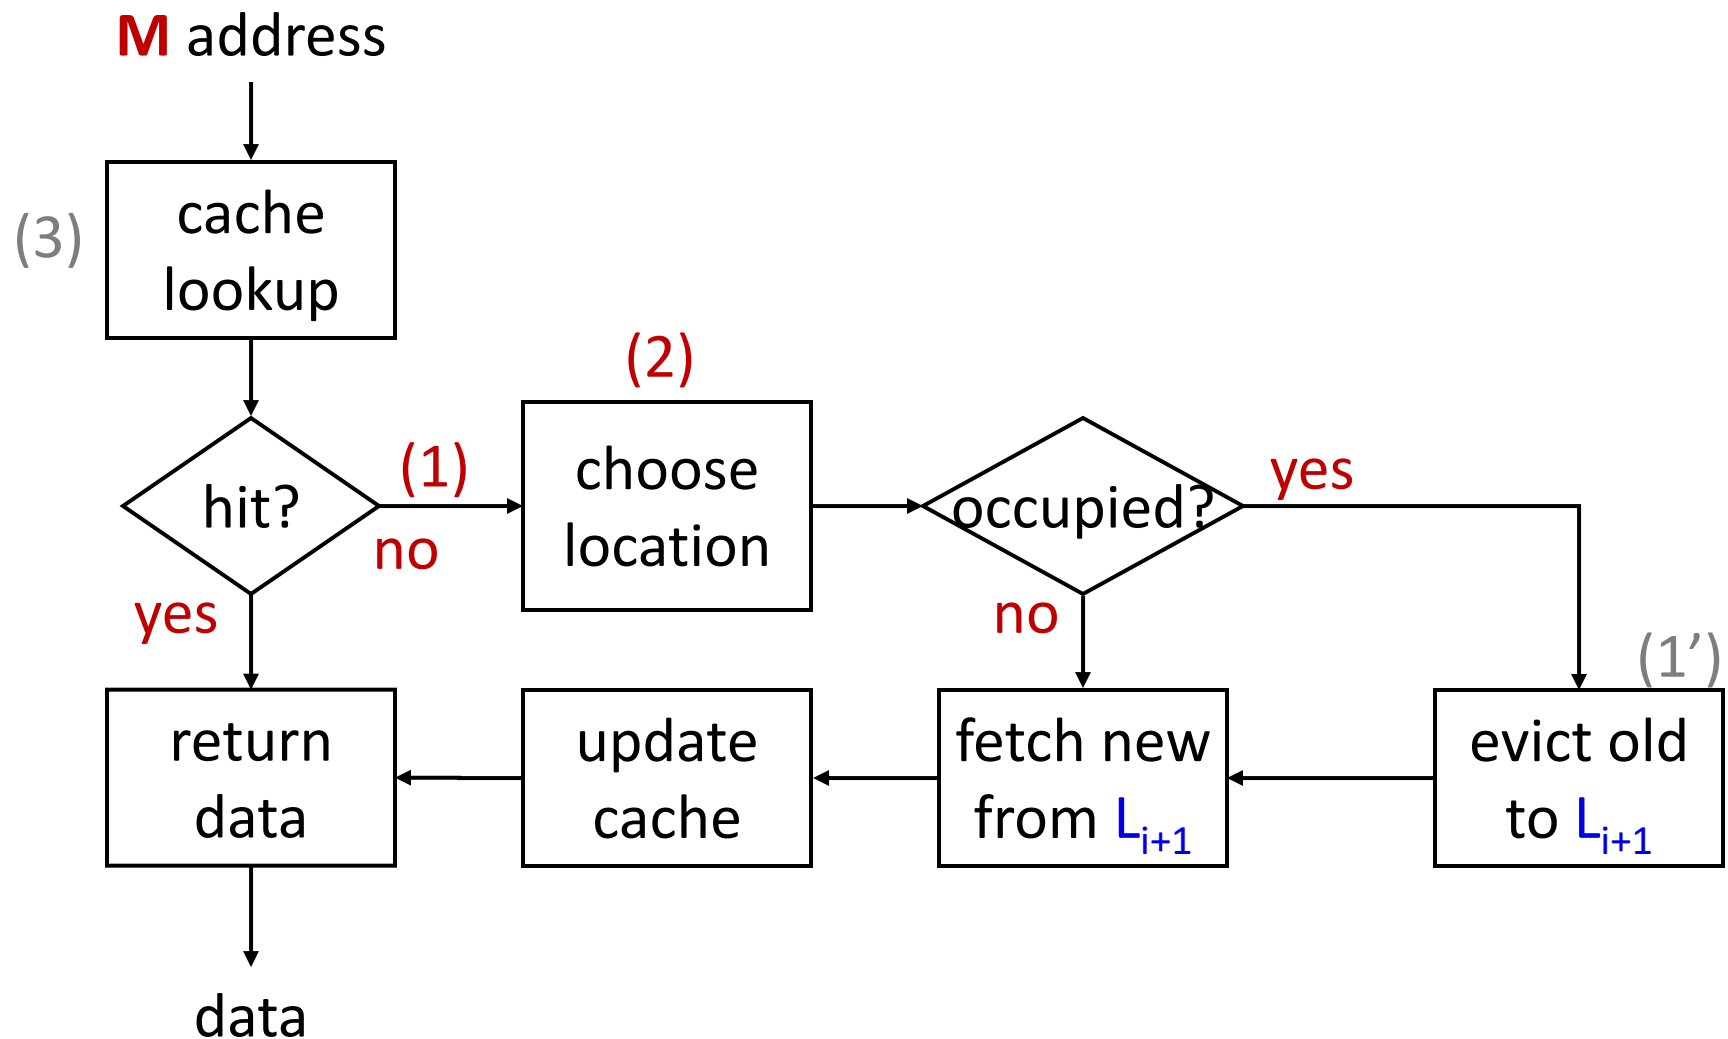 M address
(3)
cache
lookup
hit?
(1)
no
yes
(2)
choose
location
occupied?
yes
no
(1’)
evict old
to Li+1
fetch new
from Li+1
update
cache
return
data
data